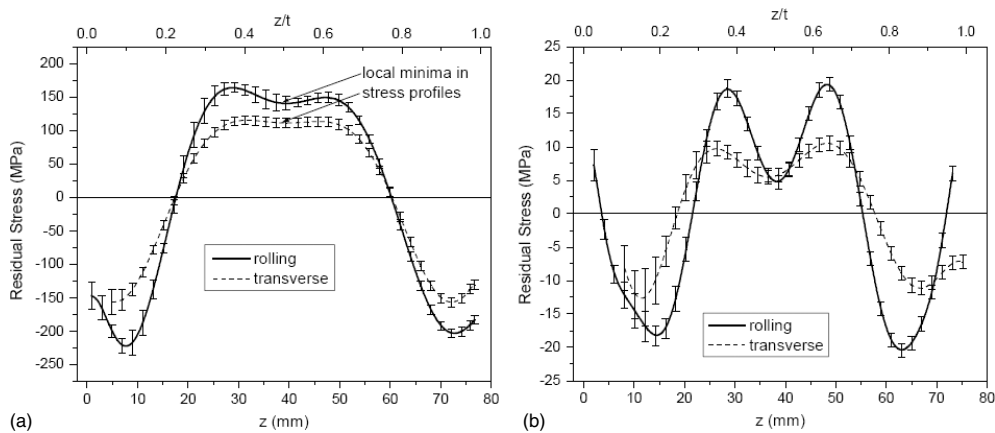 z/t
0.0 0.2 0.4 0.6 0.8 1.0
200
150
100
50
0
-50
-100
-150
-200
-250
Residual Stress (MPa)
local minima in
stress profiles
rolling
transverse
0 10 20 30 40 50 60 70 80
z (mm)
(a)
z/t
0.0 0.2 0.4 0.6 0.8 1.0
25
20
15
10
5
0
-5
-10
-15
-20
-25
Residual Stress (MPa)
rolling
transverse
0 10 20 30 40 50 60 70 80
z (mm)
(b)